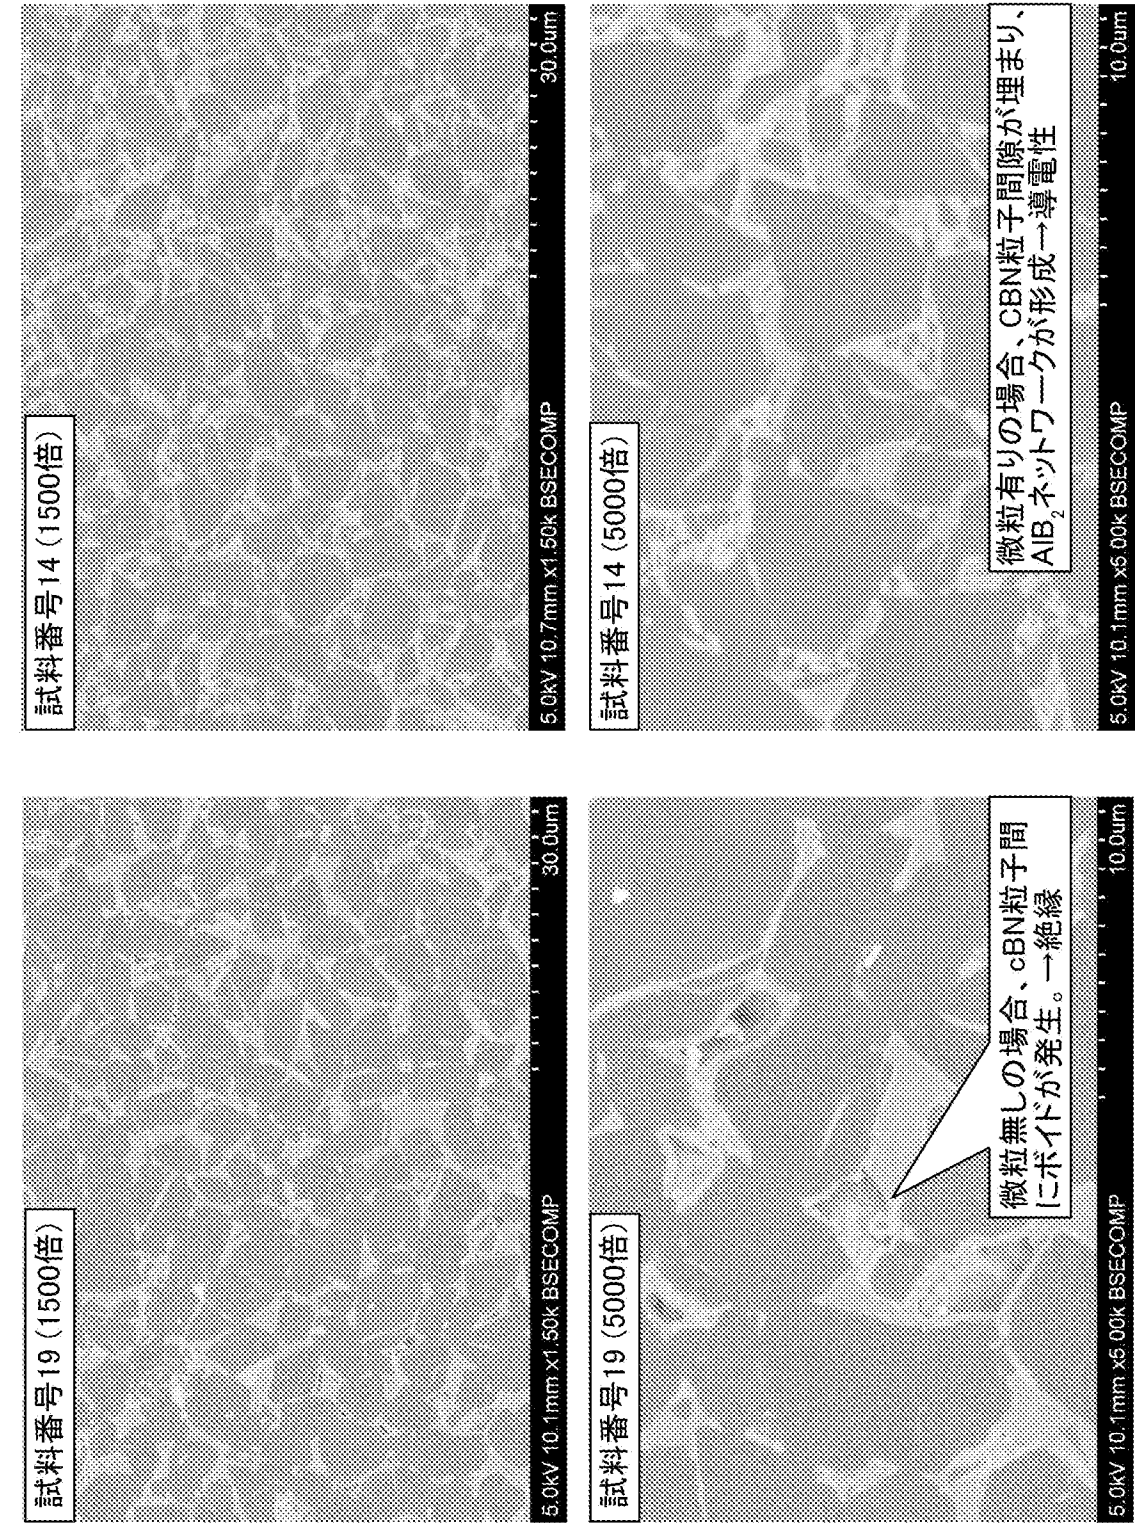 試料番号19（1500倍）
5.0kV 10.1mm x1.50k BSECOMP
30.0um
試料番号14（1500倍）
5.0kV 10.7mm x1.50k BSECOMP
30.0um
試料番号19（5000倍）
微粒無しの場合、cBN粒子間
にボイドが発生。→絶縁
5.0kV 10.1mm x5.00k BSECOMP
10.0um
試料番号14（5000倍）
微粒有りの場合、CBN粒子間隙が埋まり、
AlB₂ネットワークが形成→導電性
5.0kV 10.1mm x5.00k BSECOMP
10.0um